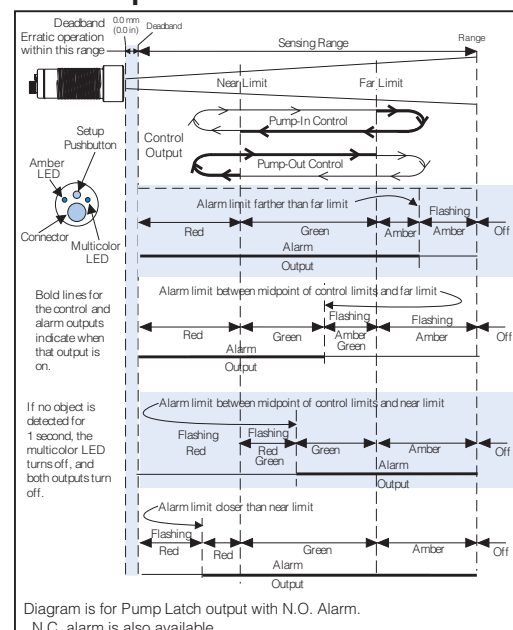 Deadband
Erratic operation
within this range
0.0 mm
(0.0 in)
Deadband
Sensing Range
Range
Near Limit
Far Limit
Control
Output
Pump-In Control
Pump-Out Control
Setup
Pushbutton
Amber
LED
Connector
Multicolor
LED
Alarm limit farther than far limit
Red
Green
Amber
Flashing
Amber
Off
Alarm
Output
Bold lines for
the control and
alarm outputs
indicate when
that output is
on.
Alarm limit between midpoint of control limits and far limit
Red
Green
Flashing
Amber
Green
Flashing
Amber
Off
Alarm
Output
If no object is
detected for
1 second, the
multicolor LED
turns off, and
both outputs turn
off.
Alarm limit between midpoint of control limits and near limit
Flashing
Red
Flashing
Red
Green
Green
Amber
Off
Alarm
Output
Alarm limit closer than near limit
Flashing
Red
Red
Green
Amber
Off
Alarm
Output
Diagram is for Pump Latch output with N.O. Alarm.
N.C. alarm is also available